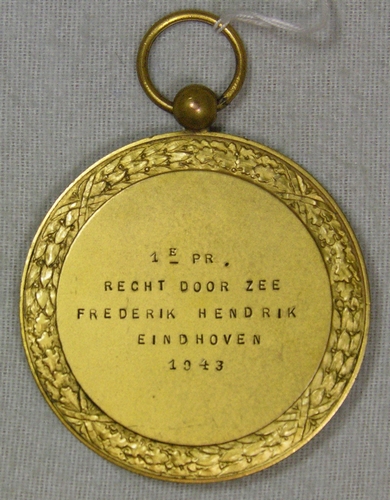 1E PR.
RECHT DOOR ZEE
FREDERIK HENDRIK
EINDHOVEN
1943